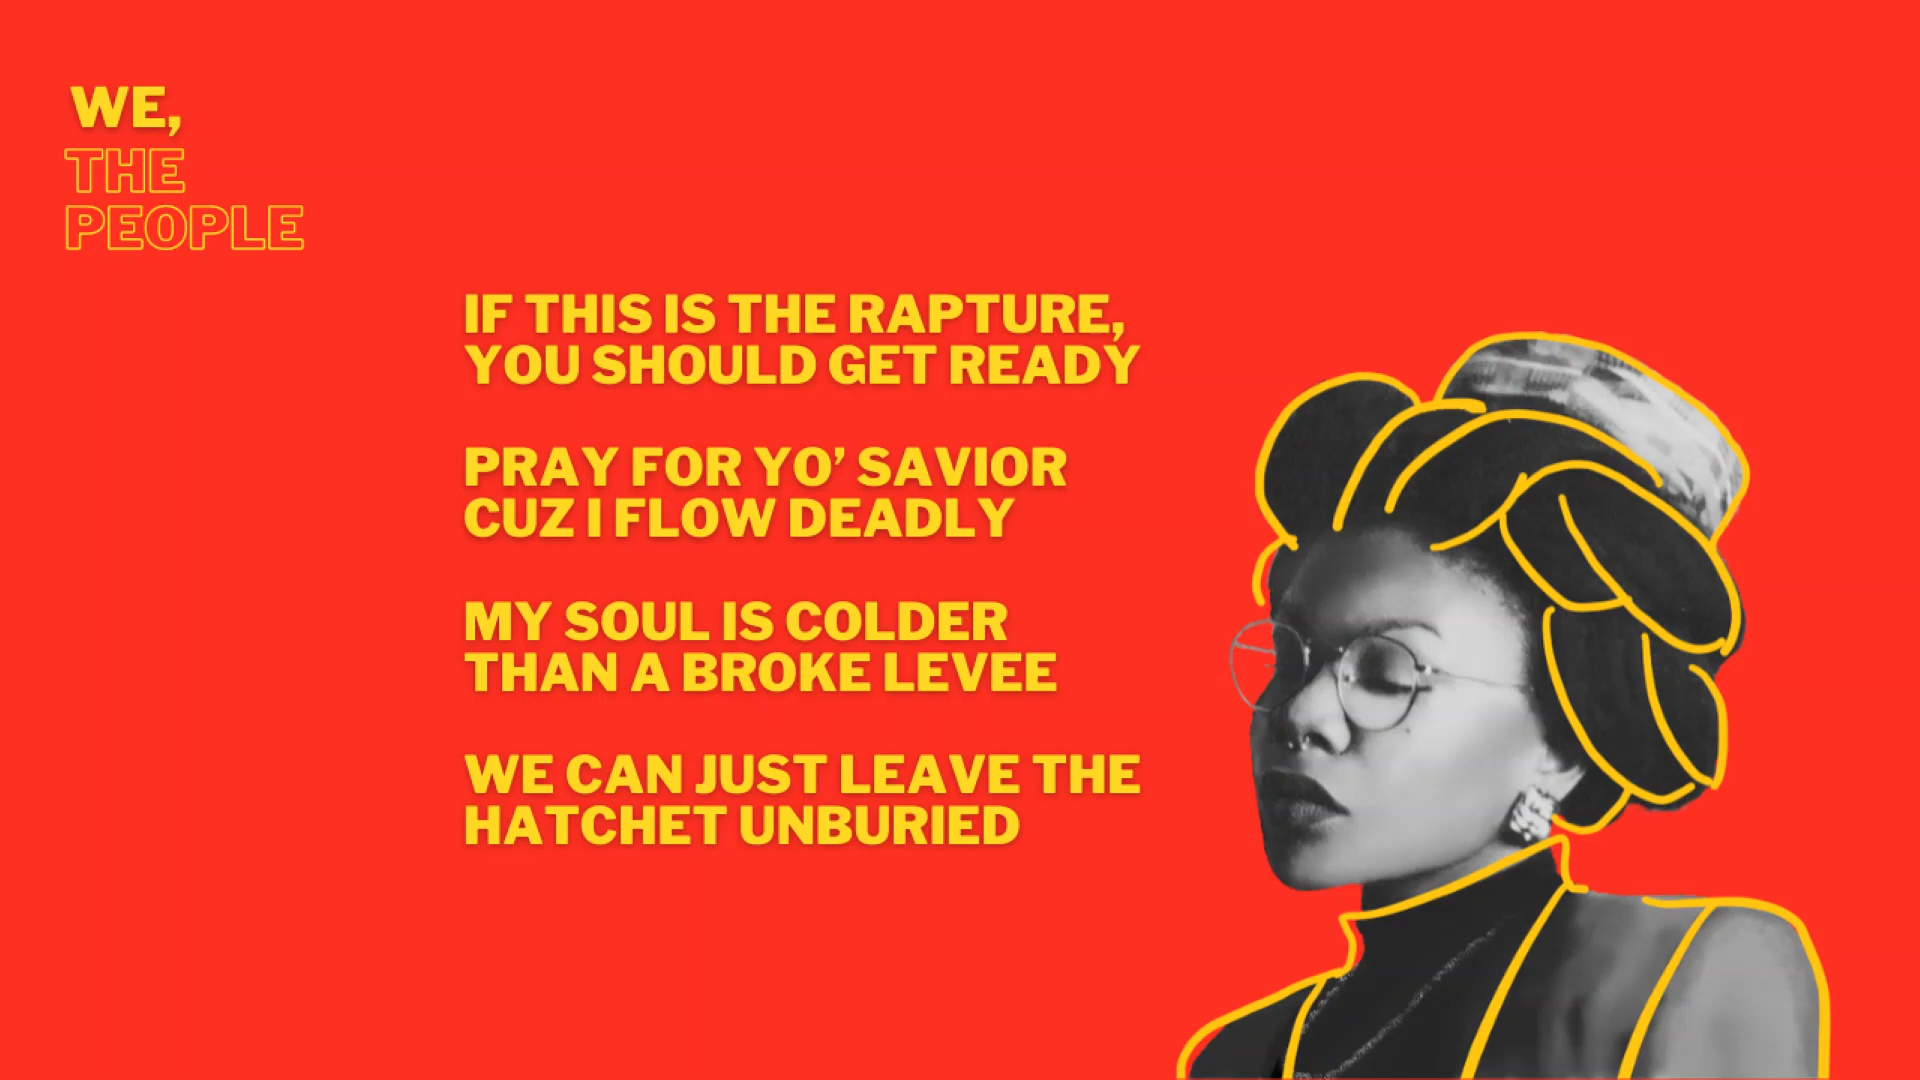 WE,
THE
PEOPLE
IF THIS IS THE RAPTURE,
YOU SHOULD GET READY
PRAY FOR YO’ SAVIOR
CUZ I FLOW DEADLY
MY SOUL IS COLDER
THAN A BROKE LEVEE
WE CAN JUST LEAVE THE
HATCHET UNBURIED